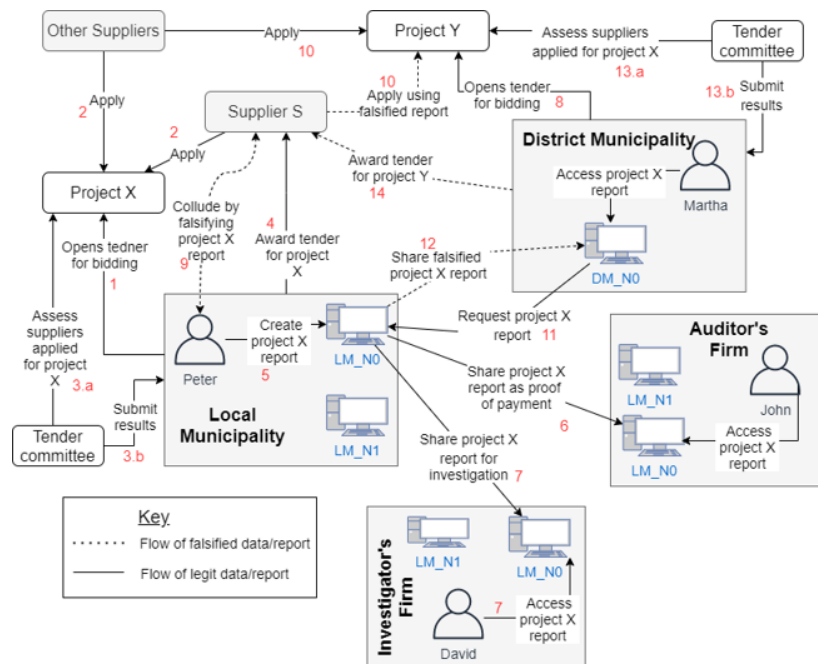 Other Suppliers
Apply
10
Project Y
Assess suppliers
applied for project X
13.a
Tender
committee
10
Apply using
falsified report
Opens tender
for bidding
8
13.b
Submit
results
2
Apply
Supplier S
2
Apply
District Municipality
Award tender
for project Y
14
Access project X
report
Martha
Project X
Collude by
falsifying
project X
report
9
4
Award tender
for project
X
Opens tedner
for bidding
1
12
Share falsified
project X report
DM_N0
Request project X
report
11
Assess
suppliers
applied
for project
X
3.a
Create
project X
report
5
Peter
LM_N0
Local
Municipality
LM_N1
Submit
results
3.b
Tender
committee
Share project X
report as proof
of payment
6
Auditor's
Firm
LM_N1
John
LM_N0
Access
project X
report
Share project X
report for
investigation
7
Key
Flow of falsified data/report
Flow of legit data/report
Investigator's
Firm
LM_N1
LM_N0
David
7
Access
project X
report